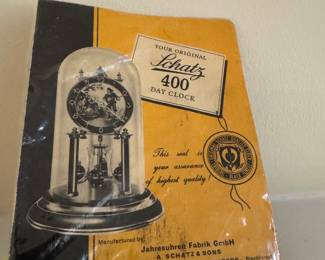 YOUR ORIGINAL
Schatz
400
DAY CLOCK
This seal is
your assurance
of highest quality!
Manufactured by:
Jahresuhren Fabrik GmbH
A. SCHATZ & SONS